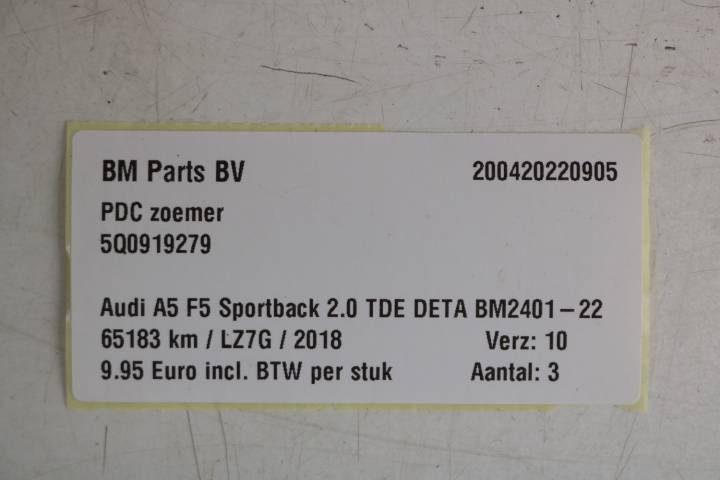 BM Parts BV 200420220905
PDC zoemer
5Q0919279
Audi A5 F5 Sportback 2.0 TDE DETA BM2401-22
65183 km / LZ7G / 2018 Verz: 10
9.95 Euro incl. BTW per stuk Aantal: 3